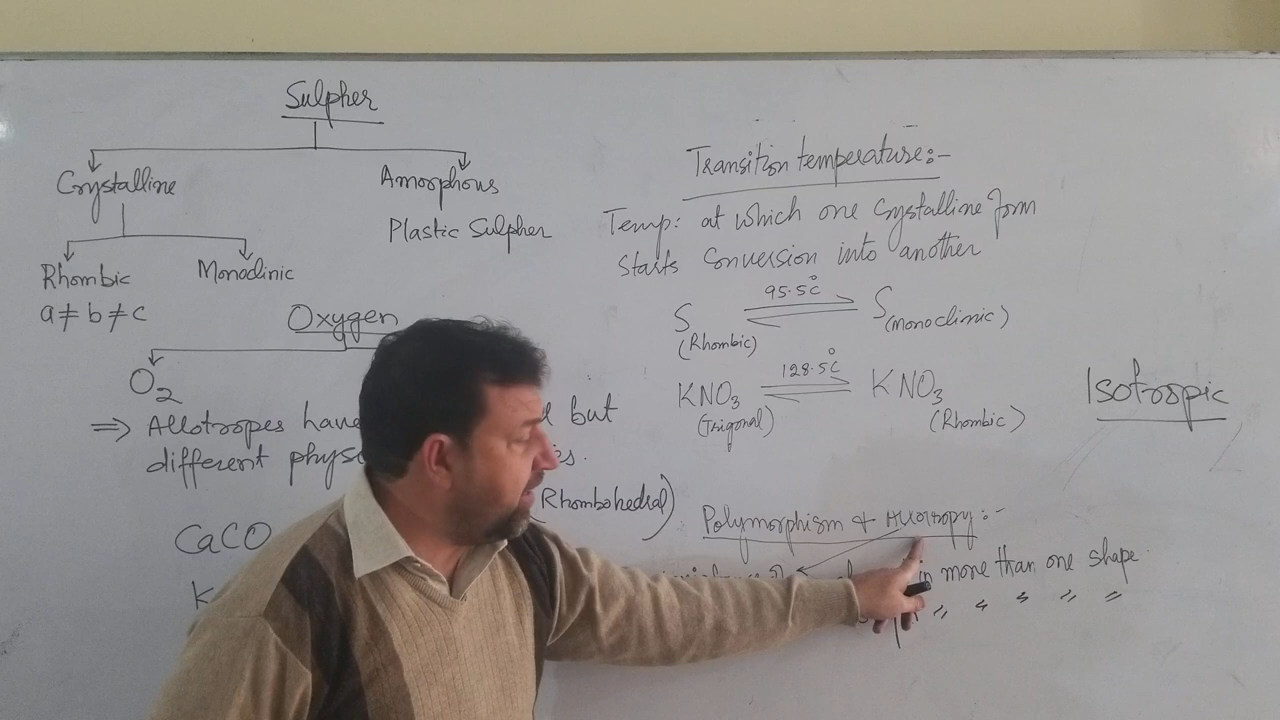 Sulpher
Crystalline
Amorphous
Plastic Sulpher
Rhombic
Monoclinic
a ≠ b ≠ c
Oxygen
O2
⇒ Allotropes have but
different
(Rhombohedral)
CaCO
K
Transition temperature:-
Temp: at which one Crystalline form
starts Conversion into another
S 95.5°C S
(Rhombic) (monoclinic)
KNO3 128.5°C KNO3
(Trigonal) (Rhombic)
Isotropic
Polymorphism & Allotropy:-
in more than one shape
" " " " "